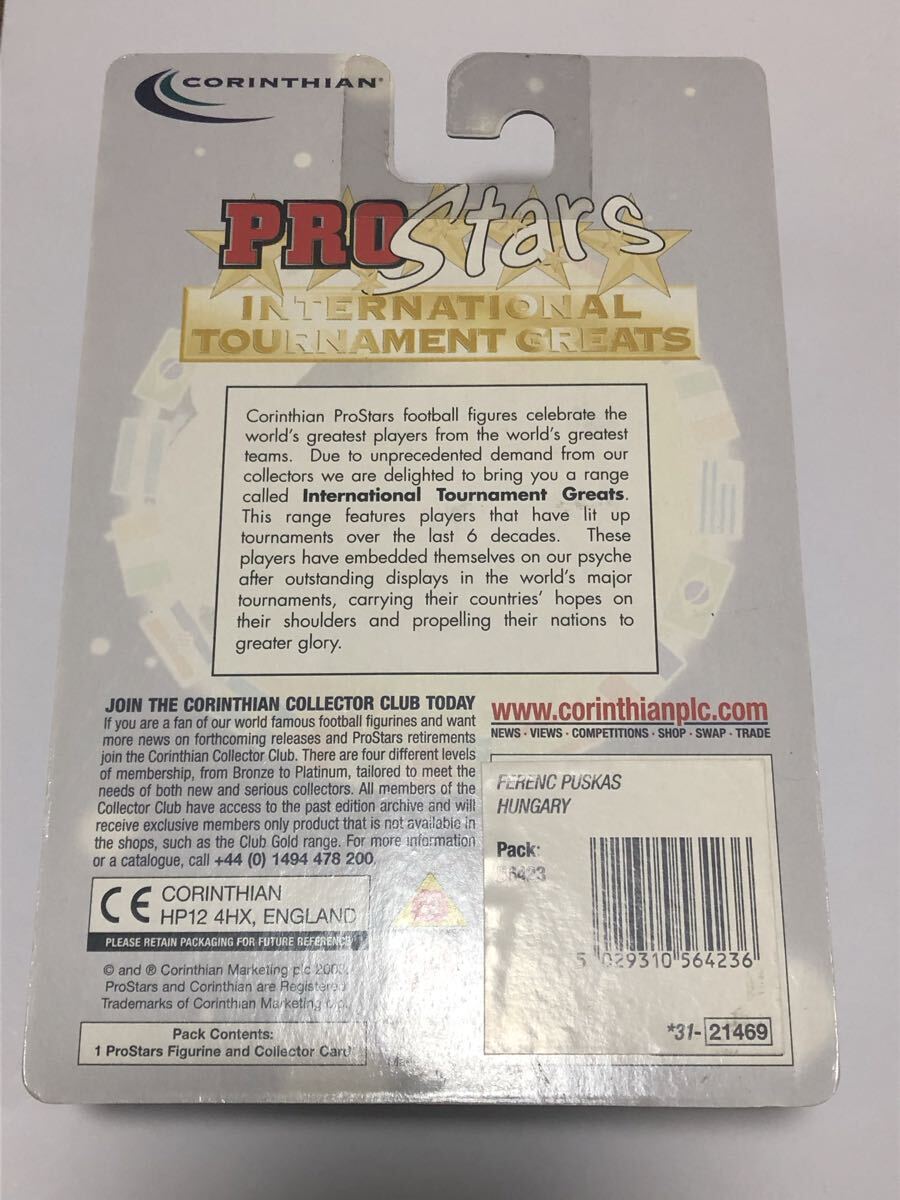 CORINTHIAN®
PROStars
INTERNATIONAL
TOURNAMENT GREATS
Corinthian ProStars football figures celebrate the
world's greatest players from the world's greatest
teams. Due to unprecedented demand from our
collectors we are delighted to bring you a range
called International Tournament Greats.
This range features players that have lit up
tournaments over the last 6 decades. These
players have embedded themselves on our psyche
after outstanding displays in the world's major
tournaments, carrying their countries' hopes on
their shoulders and propelling their nations to
greater glory.
JOIN THE CORINTHIAN COLLECTOR CLUB TODAY
If you are a fan of our world famous football figurines and want
more news on forthcoming releases and ProStars retirements
join the Corinthian Collector Club. There are four different levels
of membership, from Bronze to Platinum, tailored to meet the
needs of both new and serious collectors. All members of the
Collector Club have access to the past edition archive and will
receive exclusive members only product that is not available in
the shops, such as the Club Gold range. For more information
or a catalogue, call +44 (0) 1494 478 200.
CE CORINTHIAN
HP12 4HX, ENGLAND
PLEASE RETAIN PACKAGING FOR FUTURE REFERENCE
© and ® Corinthian Marketing plc
ProStars and Corinthian are Registered
Trademarks of Corinthian Marketing
Pack Contents:
1 ProStars Figurine and Collector Card
www.corinthianplc.com
NEWS · VIEWS · COMPETITIONS · SHOP · SWAP · TRADE
FERENC PUSKAS
HUNGARY
Pack:
56423
5 029310 564236
*31- 21469